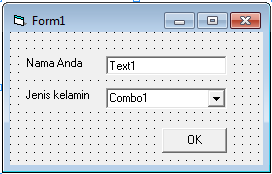 Form1
Nama Anda Text1
Jenis kelamin Combo1
OK